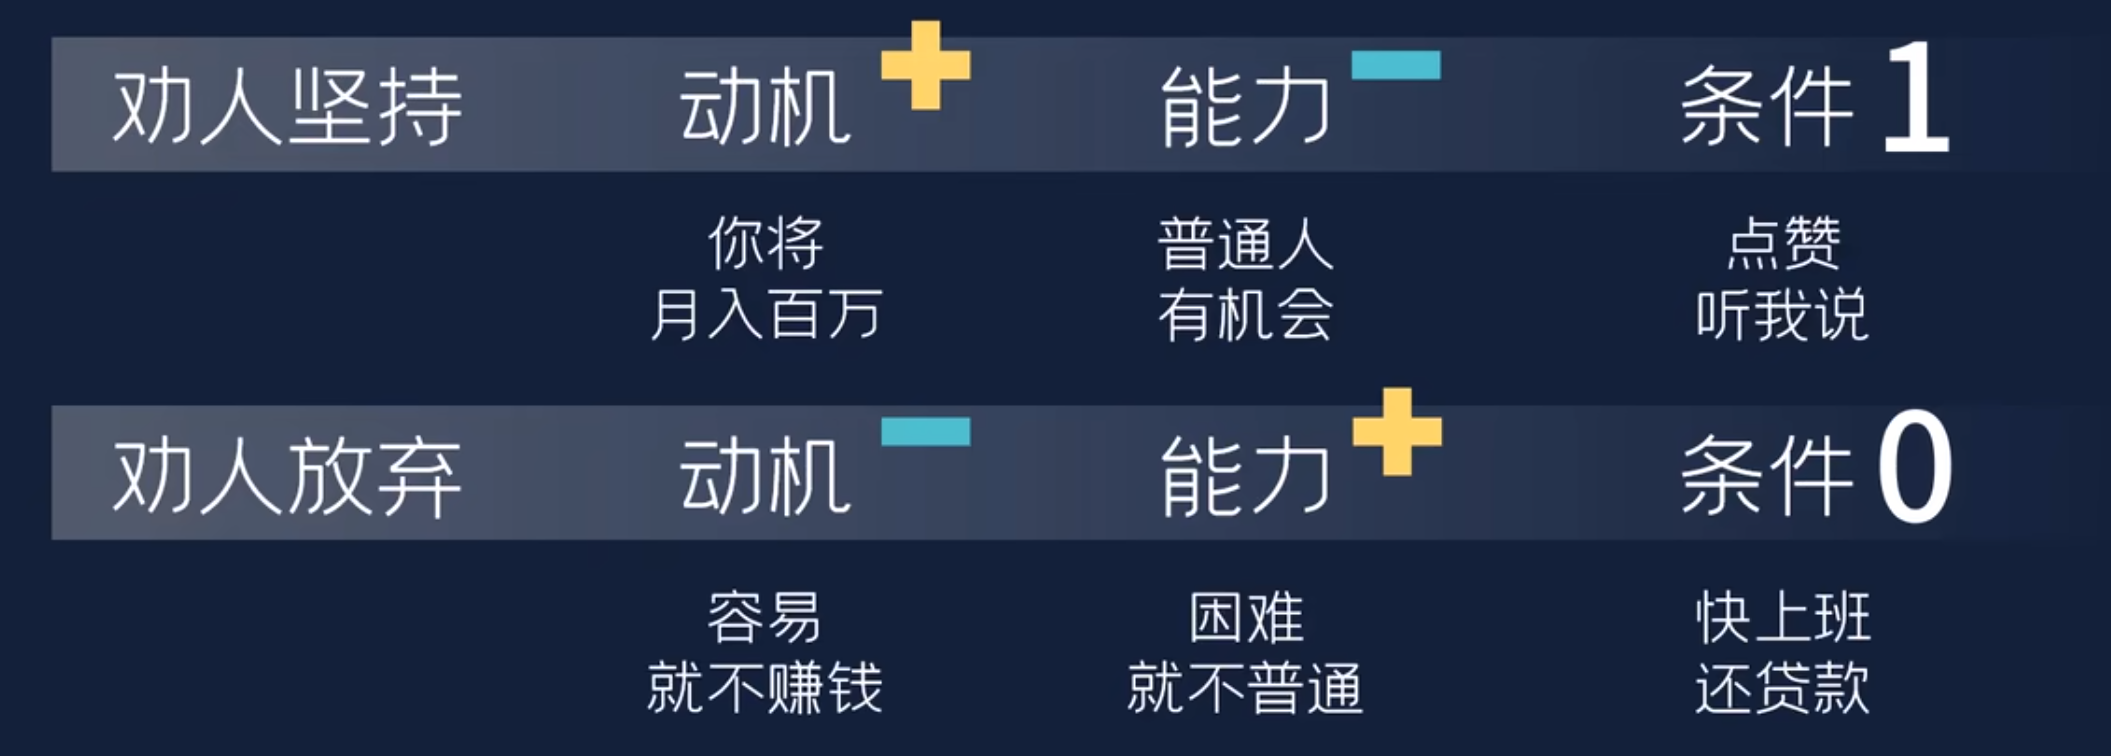 劝人坚持 动机+ 能力- 条件1
你将 普通人 点赞
月入百万 有机会 听我说
劝人放弃 动机- 能力+ 条件0
容易 困难 快上班
就不赚钱 就不普通 还贷款